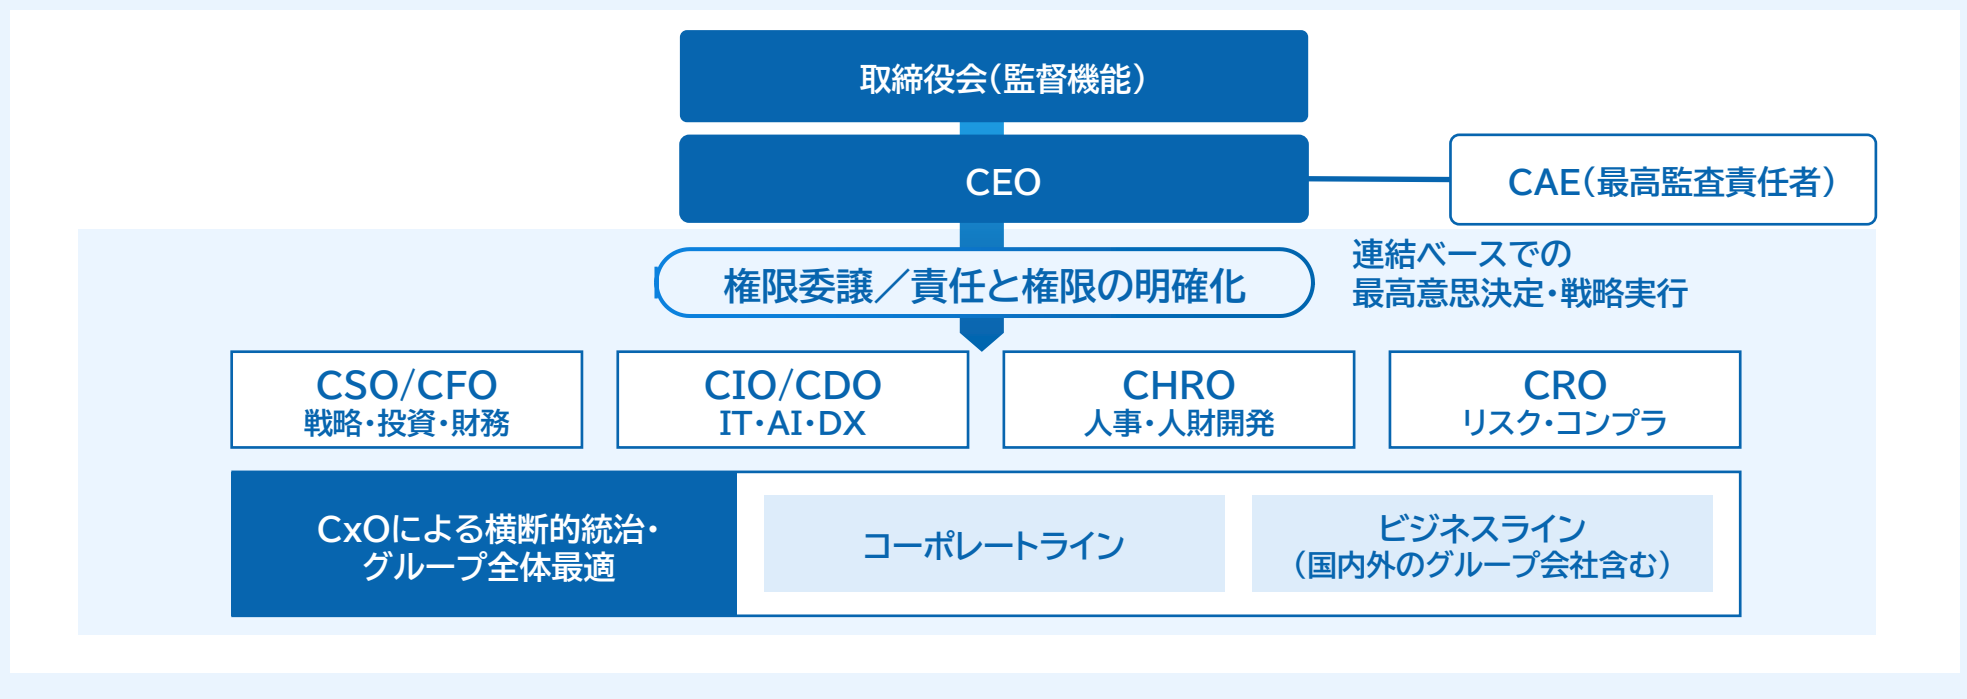 取締役会（監督機能）
CEO
CAE（最高監査責任者）
権限委譲／責任と権限の明確化
連結ベースでの
最高意思決定・戦略実行
CSO/CFO
戦略・投資・財務
CIO/CDO
IT・AI・DX
CHRO
人事・人財開発
CRO
リスク・コンプラ
CxOによる横断的統治・
グループ全体最適
コーポレートライン
ビジネスライン
（国内外のグループ会社含む）